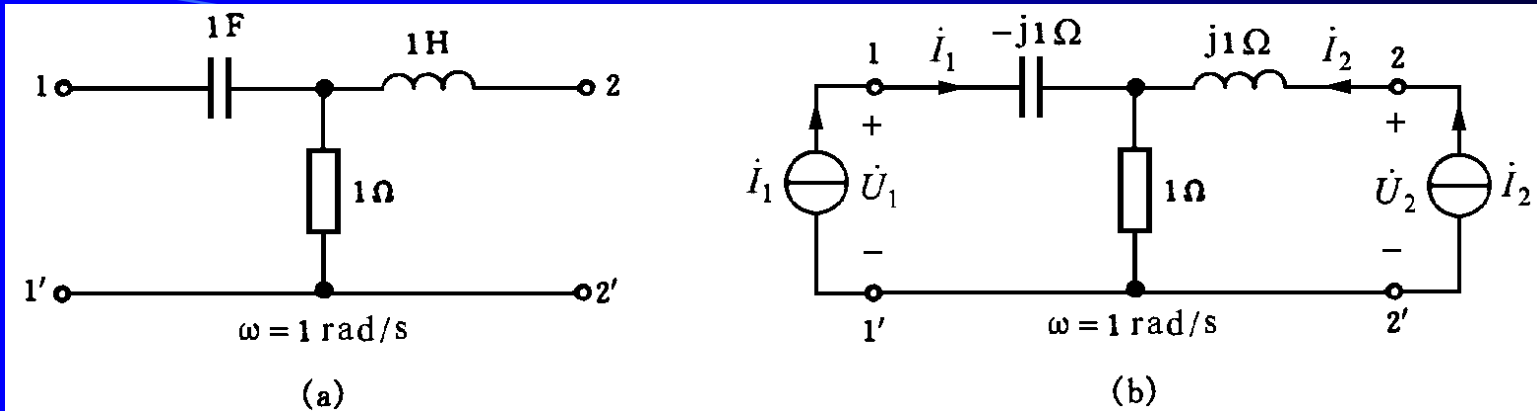 1F
1H
1
2
1Ω
1′
2′
ω = 1 rad/s
(a)
−j1Ω
j1Ω
1
İ₁
İ₂
2
+
+
İ₁
U̇₁
1Ω
U̇₂
İ₂
−
−
1′
ω = 1 rad/s
2′
(b)